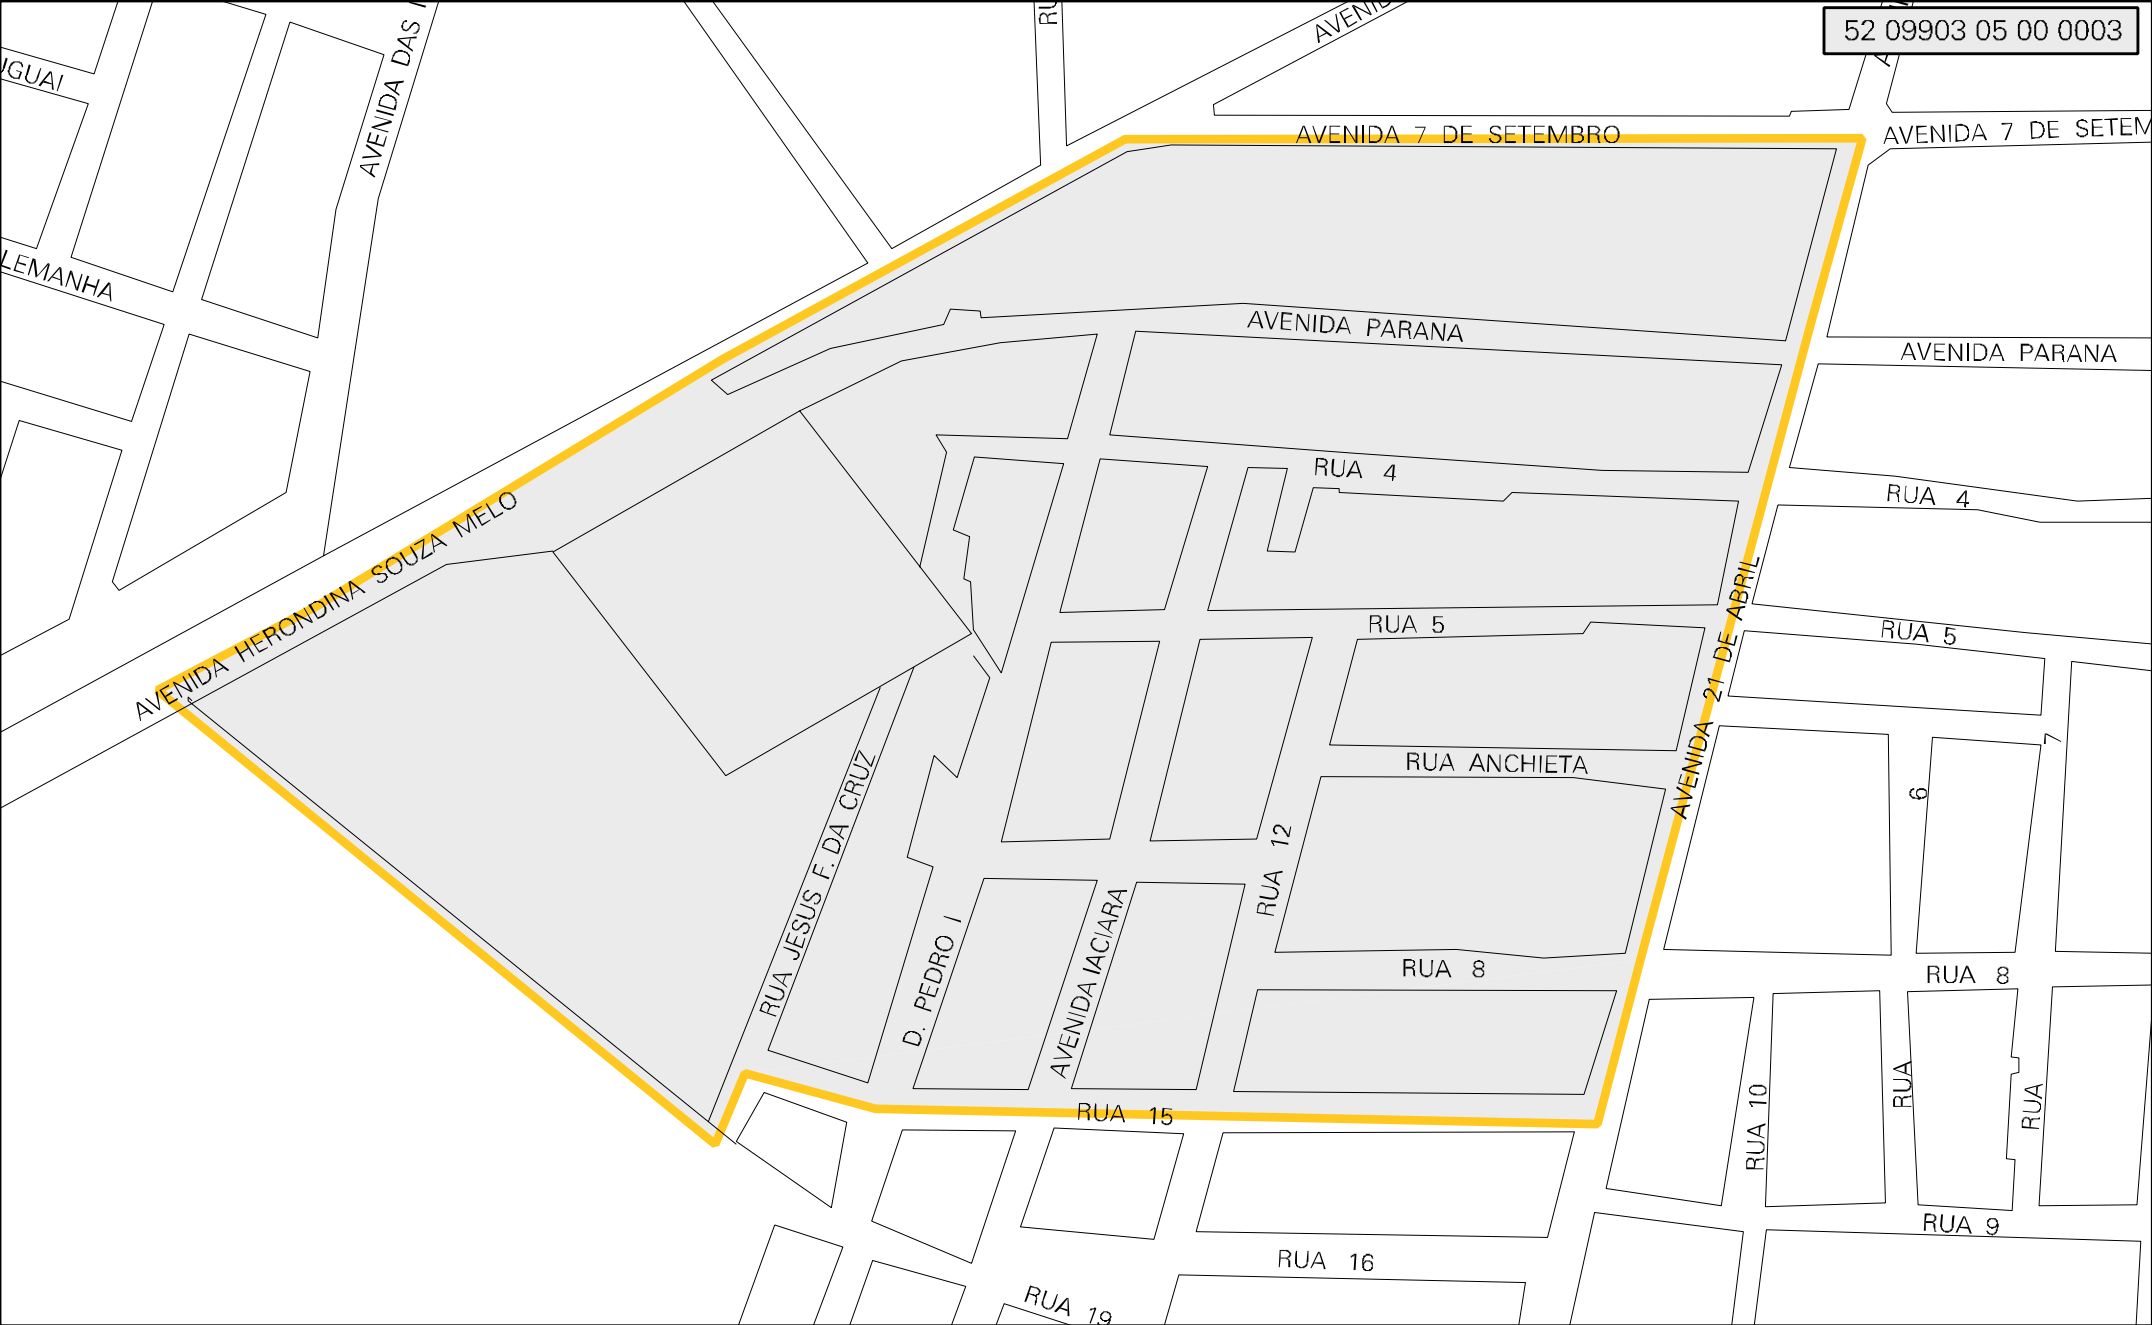 52 09903 05 00 0003
AVENIDA DAS
AVENIDA 7 DE SETEMBRO
AVENIDA 7 DE SETEM
LEMANHA
AVENIDA PARANA
AVENIDA PARANA
RUA 4
RUA 4
AVENIDA HERONDINA SOUZA MELO
RUA 5
RUA 5
AVENIDA 21 DE ABRIL
RUA ANCHIETA
7
6
RUA JESUS F. DA CRUZ
RUA 12
D. PEDRO I
AVENIDA IACIARA
RUA 8
RUA 8
RUA 15
RUA 10
RUA
RUA
RUA 9
RUA 16
RUA 19